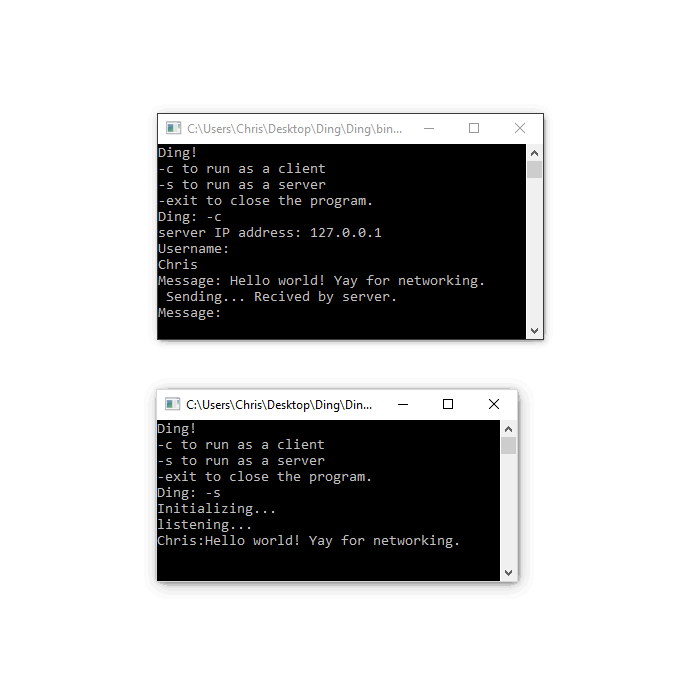 C:\Users\Chris\Desktop\Ding\Ding\bin...
Ding!
-c to run as a client
-s to run as a server
-exit to close the program.
Ding: -c
server IP address: 127.0.0.1
Username:
Chris
Message: Hello world! Yay for networking.
Sending... Recived by server.
Message:
C:\Users\Chris\Desktop\Ding\Din...
Ding!
-c to run as a client
-s to run as a server
-exit to close the program.
Ding: -s
Initializing...
listening...
Chris:Hello world! Yay for networking.